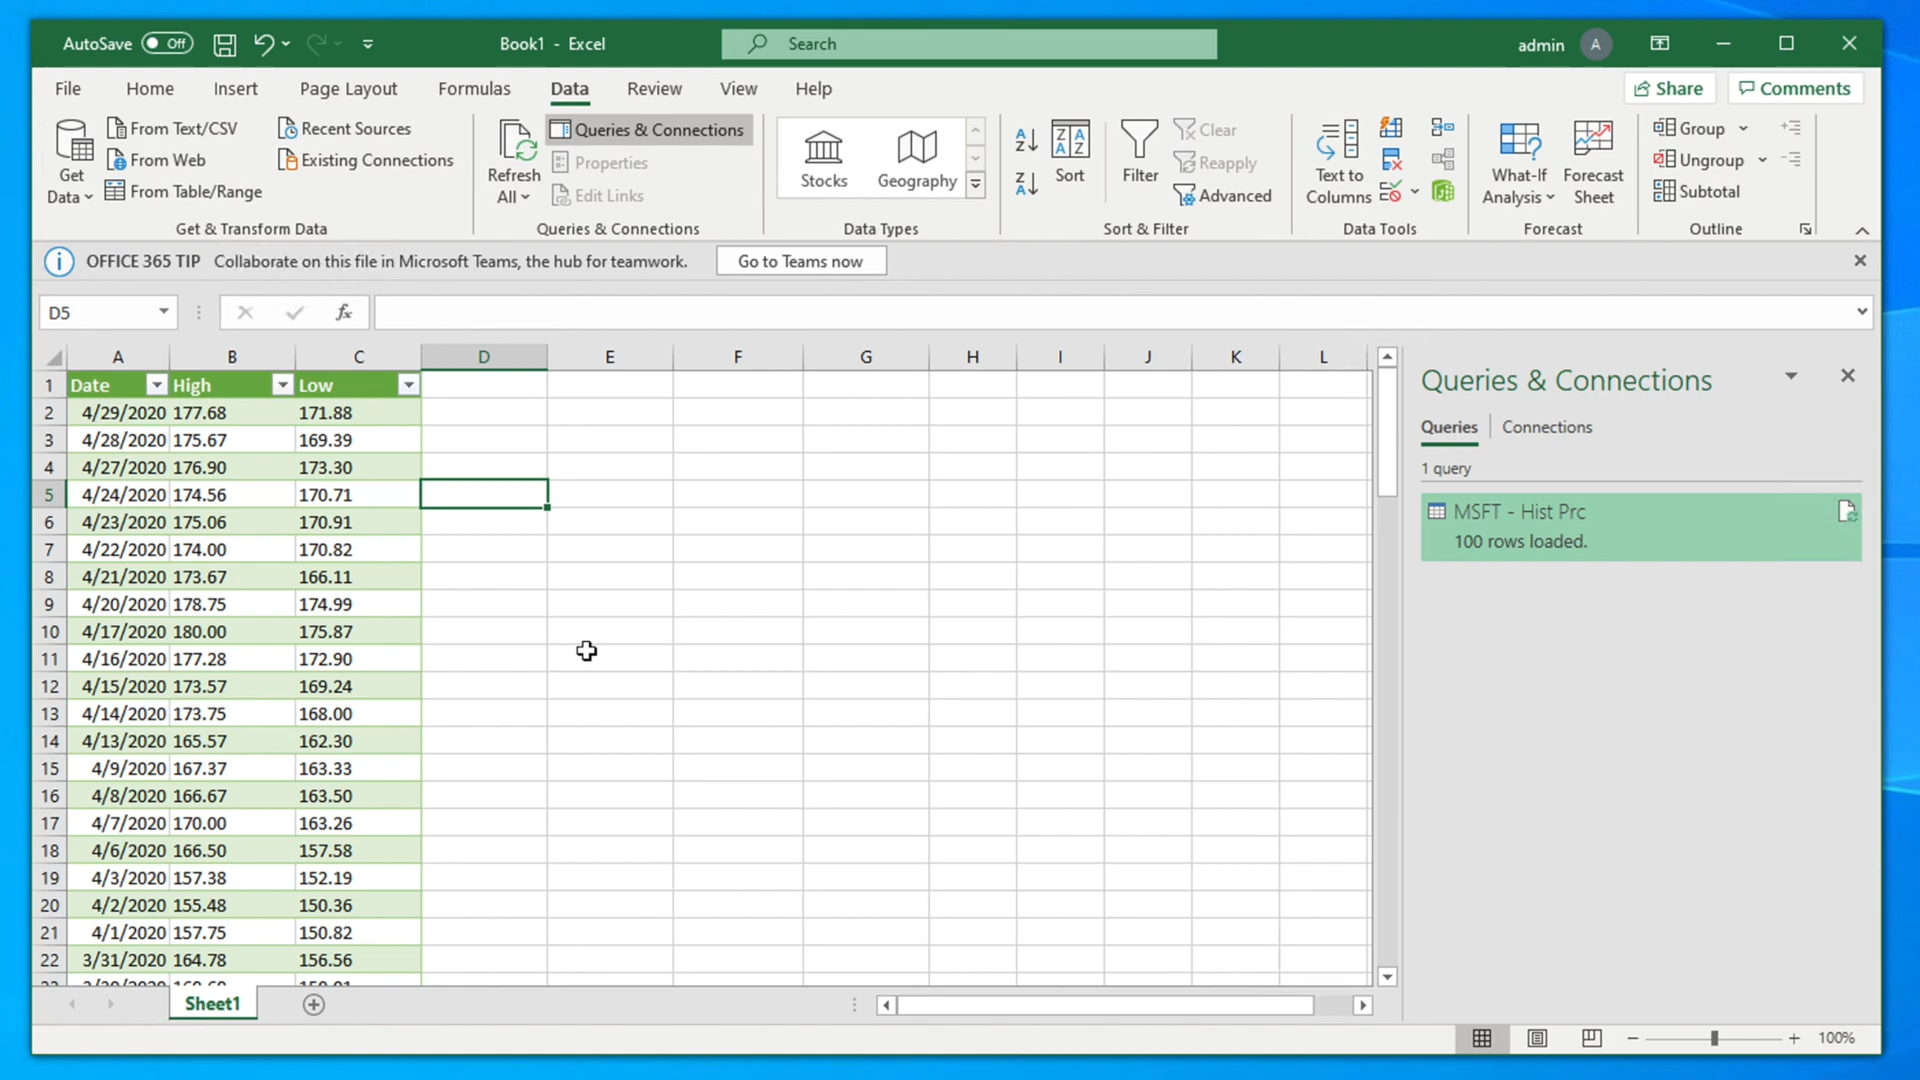 AutoSave Off Book1 - Excel Search admin A
File Home Insert Page Layout Formulas Data Review View Help Share Comments
Get Data
From Text/CSV
From Web
From Table/Range
Recent Sources
Existing Connections
Get & Transform Data
Refresh All
Queries & Connections
Properties
Edit Links
Queries & Connections
Stocks Geography
Data Types
Sort
Filter
Clear
Reapply
Advanced
Sort & Filter
Text to Columns
Data Tools
What-If Analysis
Forecast Sheet
Forecast
Group
Ungroup
Subtotal
Outline
OFFICE 365 TIP Collaborate on this file in Microsoft Teams, the hub for teamwork. Go to Teams now
D5 fx
A B C D E F G H I J K L
1 Date High Low
2 4/29/2020 177.68 171.88
3 4/28/2020 175.67 169.39
4 4/27/2020 176.90 173.30
5 4/24/2020 174.56 170.71
6 4/23/2020 175.06 170.91
7 4/22/2020 174.00 170.82
8 4/21/2020 173.67 166.11
9 4/20/2020 178.75 174.99
10 4/17/2020 180.00 175.87
11 4/16/2020 177.28 172.90
12 4/15/2020 173.57 169.24
13 4/14/2020 173.75 168.00
14 4/13/2020 165.57 162.30
15 4/9/2020 167.37 163.33
16 4/8/2020 166.67 163.50
17 4/7/2020 170.00 163.26
18 4/6/2020 166.50 157.58
19 4/3/2020 157.38 152.19
20 4/2/2020 155.48 150.36
21 4/1/2020 157.75 150.82
22 3/31/2020 164.78 156.56
Sheet1
Queries & Connections
Queries Connections
1 query
MSFT - Hist Prc
100 rows loaded.
100%